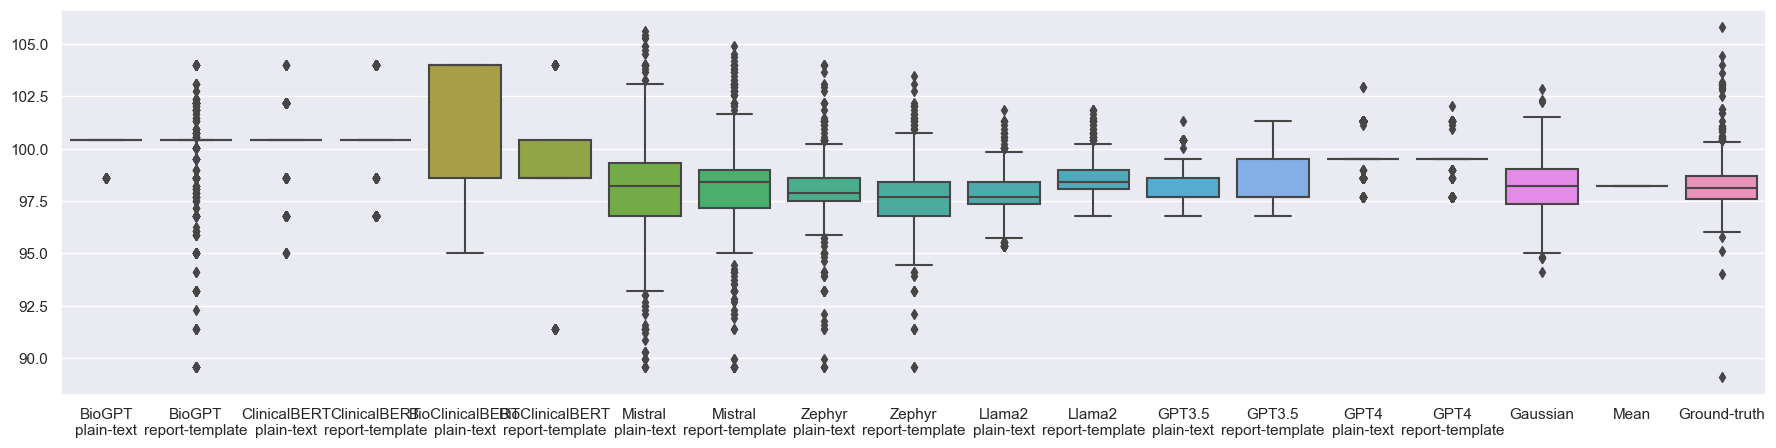 105.0
102.5
100.0
97.5
95.0
92.5
90.0
BioGPT
plain-text
BioGPT
report-template
ClinicalBERT
plain-text
ClinicalBERT
report-template
BioClinicalBERT
plain-text
BioClinicalBERT
report-template
Mistral
plain-text
Mistral
report-template
Zephyr
plain-text
Zephyr
report-template
Llama2
plain-text
Llama2
report-template
GPT3.5
plain-text
GPT3.5
report-template
GPT4
plain-text
GPT4
report-template
Gaussian
Mean
Ground-truth